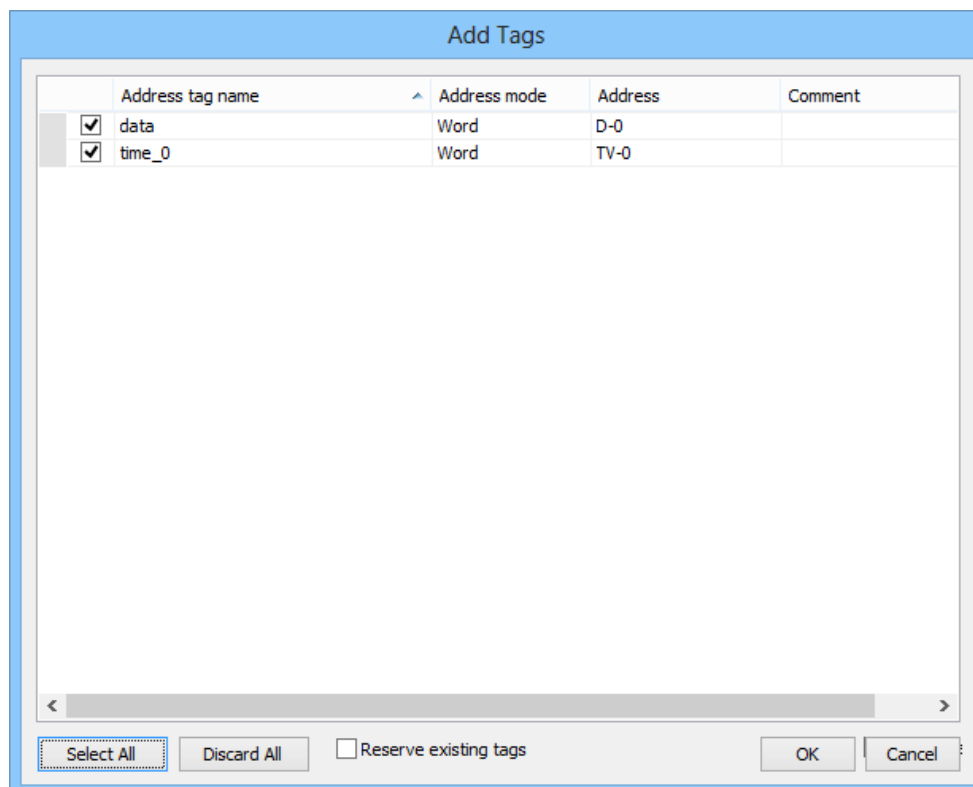 Add Tags
Address tag name Address mode Address Comment
data Word D-0
time_0 Word TV-0
Select All Discard All Reserve existing tags OK Cancel